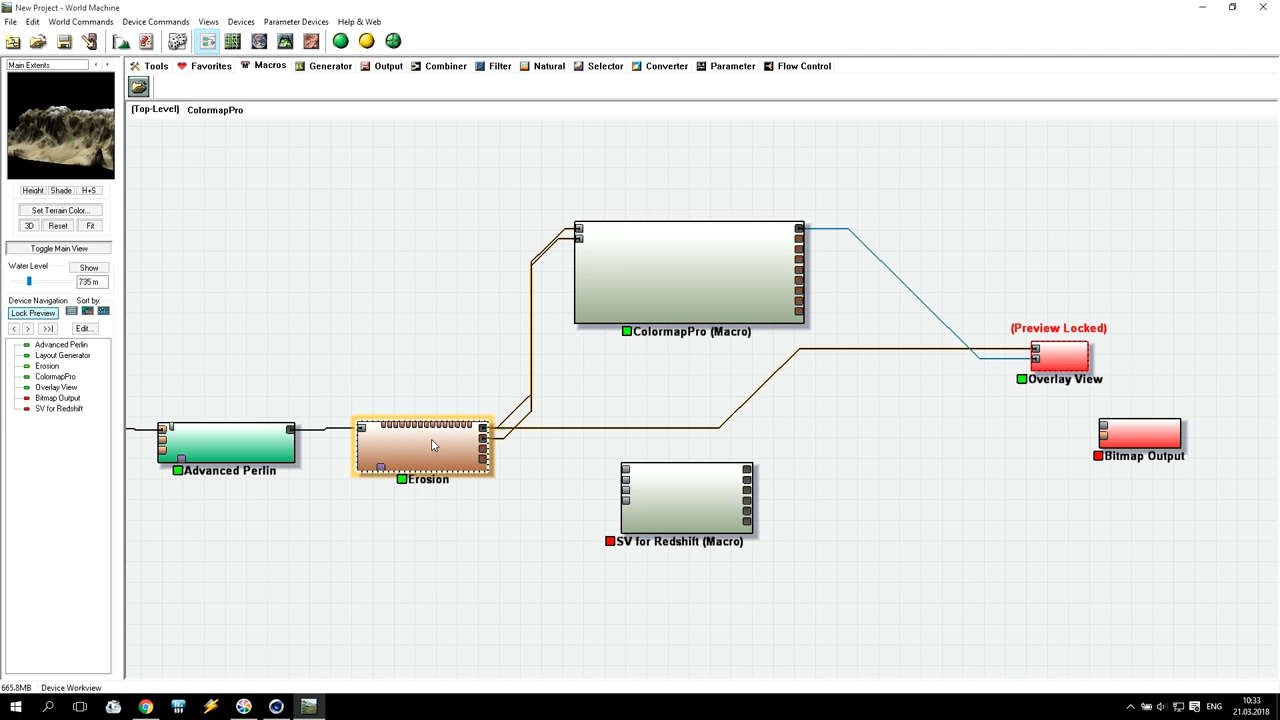 New Project - World Machine
File Edit World Commands Device Commands Views Devices Parameter Devices Help & Web
Main Extents
Tools Favorites Macros Generator Output Combiner Filter Natural Selector Converter Parameter Flow Control
(Top-Level) ColormapPro
Height Shade H+S
Set Terrain Color...
3D Reset Fit
Toggle Main View
Water Level Show
735 m
Device Navigation Sort by:
Lock Preview
< > >>| Edit...
Advanced Perlin
Layout Generator
Erosion
ColormapPro
Overlay View
Bitmap Output
SV for Redshift
ColormapPro (Macro)
(Preview Locked)
Overlay View
Bitmap Output
Advanced Perlin
Erosion
SV for Redshift (Macro)
665.8MB Device Workview
ENG
10:33
21.03.2018